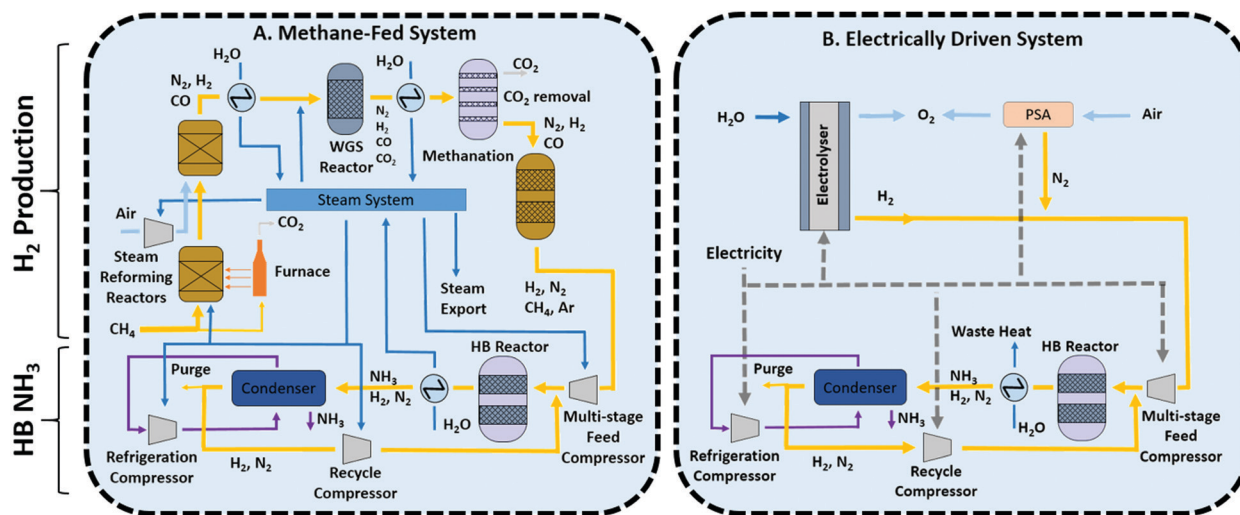 H₂ Production
HB NH₃
A. Methane-Fed System
H₂O
N₂, H₂
CO
WGS
Reactor
N₂
H₂
CO
CO₂
H₂O
CO₂
CO₂ removal
Methanation
N₂, H₂
CO
Steam System
Air
CO₂
Steam
Reforming
Reactors
Furnace
CH₄
Steam
Export
H₂, N₂
CH₄, Ar
HB Reactor
Purge
Condenser
NH₃
H₂, N₂
NH₃
H₂O
Multi-stage
Feed
Compressor
Refrigeration
Compressor
H₂, N₂
Recycle
Compressor
B. Electrically Driven System
H₂O
Electrolyser
O₂
PSA
Air
N₂
H₂
Electricity
Waste Heat
HB Reactor
Purge
Condenser
NH₃
H₂, N₂
NH₃
H₂O
Multi-stage
Feed
Compressor
Refrigeration
Compressor
H₂, N₂
Recycle
Compressor